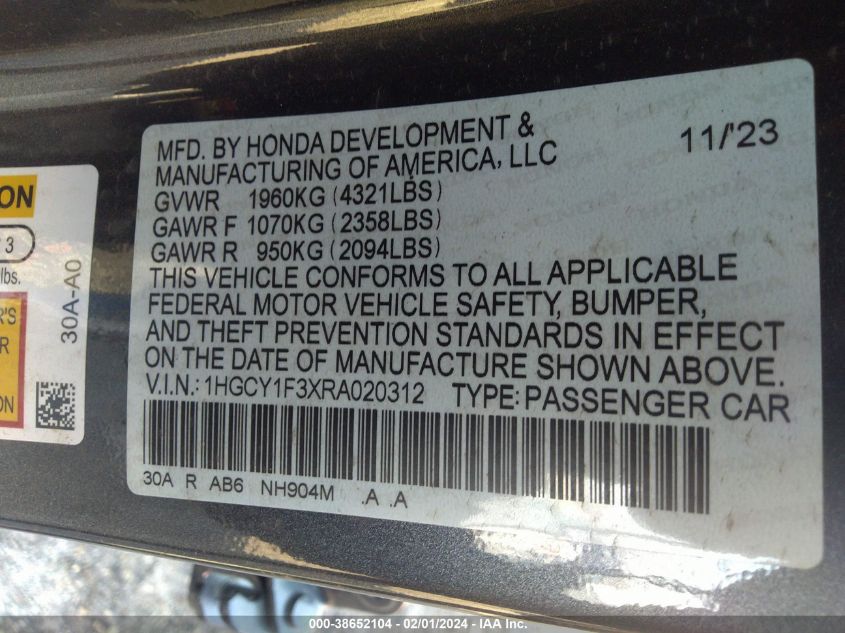 MFD. BY HONDA DEVELOPMENT &
MANUFACTURING OF AMERICA, LLC
11/'23
GVWR 1960KG (4321LBS)
GAWR F 1070KG (2358LBS)
GAWR R 950KG (2094LBS)
THIS VEHICLE CONFORMS TO ALL APPLICABLE
FEDERAL MOTOR VEHICLE SAFETY, BUMPER,
AND THEFT PREVENTION STANDARDS IN EFFECT
ON THE DATE OF MANUFACTURE SHOWN ABOVE.
V.I.N.: 1HGCY1F3XRA020312 TYPE: PASSENGER CAR
30A R AB6 NH904M .A .A
ON
3
lbs.
30A-A0
R'S
R
ON
000-38652104 - 02/01/2024 - IAA Inc.